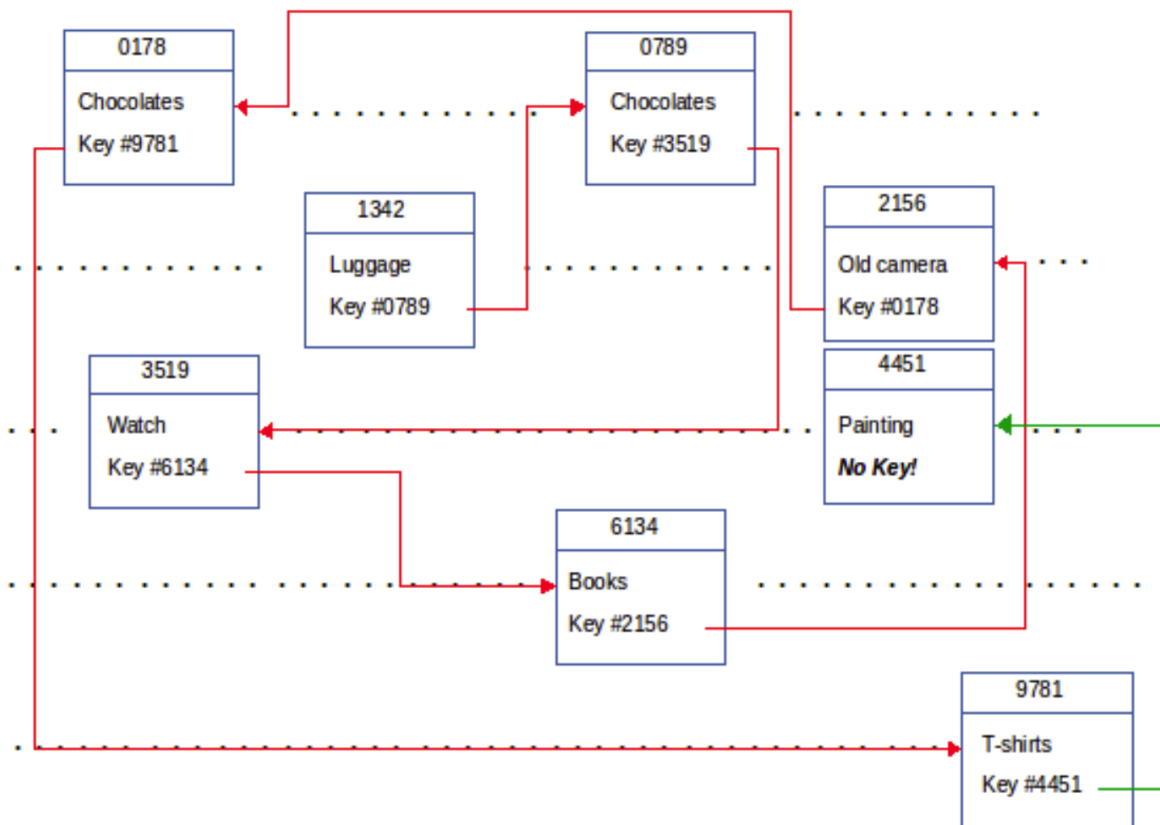 0178
Chocolates
Key #9781
0789
Chocolates
Key #3519
1342
Luggage
Key #0789
2156
Old camera
Key #0178
3519
Watch
Key #6134
4451
Painting
No Key!
6134
Books
Key #2156
9781
T-shirts
Key #4451